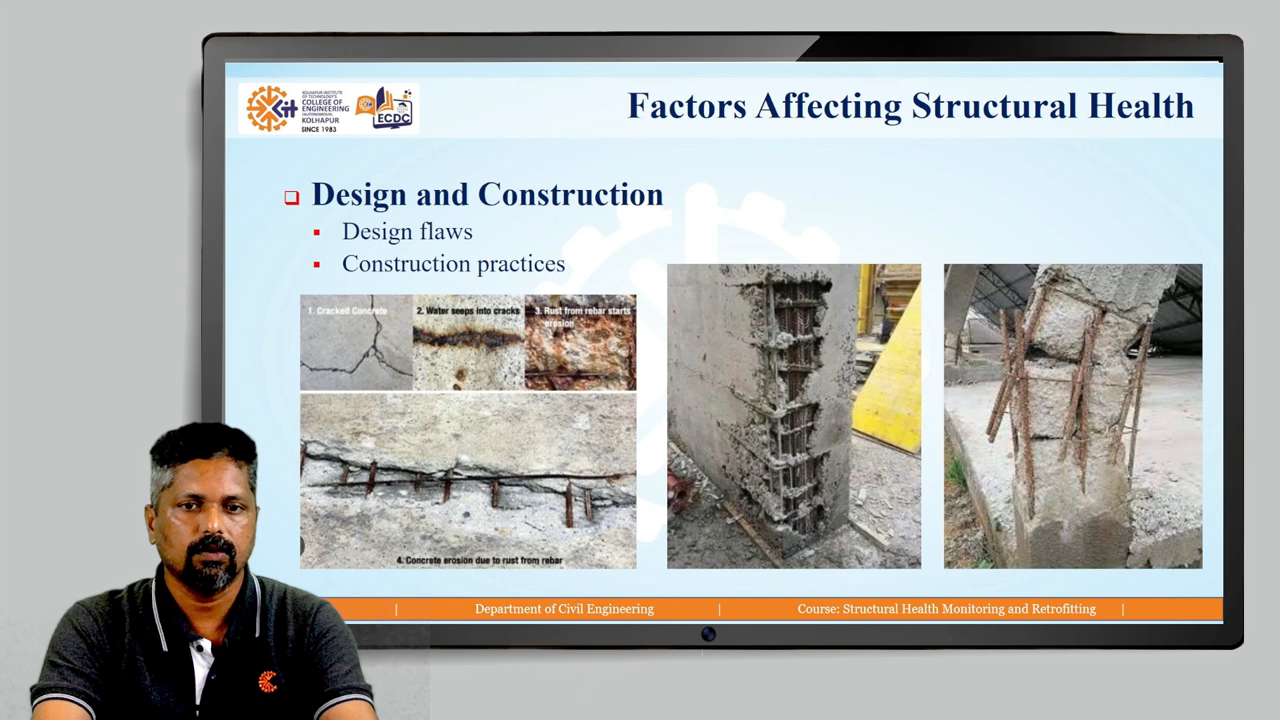 KOLHAPUR INSTITUTE
OF TECHNOLOGY'S
COLLEGE OF
ENGINEERING
(AUTONOMOUS),
KOLHAPUR
SINCE 1983
ECDC
Factors Affecting Structural Health
Design and Construction
Design flaws
Construction practices
1. Cracked Concrete
2. Water seeps into cracks
3. Rust from rebar starts
erosion
4. Concrete erosion due to rust from rebar
| Department of Civil Engineering | Course: Structural Health Monitoring and Retrofitting |